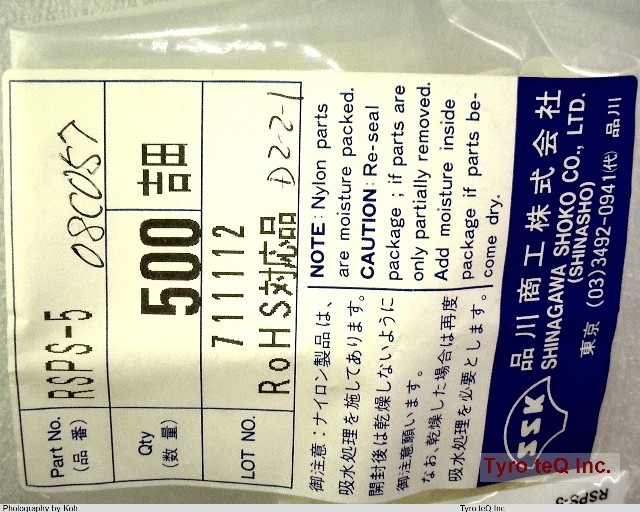 Part No.
(品 番)
RSPS-5
080057
Qty
(数 量)
500
LOT NO.
711112
RoHS対応品
D22-1
NOTE : Nylon parts
are moisture packed.
CAUTION : Re-seal
package ; if parts are
only partially removed.
Add moisture inside
package if parts be-
come dry.
御注意：ナイロン製品は、
吸水処理を施してあります。
開封後は乾燥しないように
御注意願います。
なお、乾燥した場合は再度
吸水処理を必要とします。
SSK
品川商工株式会社
SHINAGAWA SHOKO CO., LTD.
(SHINASHO)
東京 (03)3492-0941(代) 品川
RSPS-5
Tyro-teQ Inc.
Photography by Koh
Tyro teQ Inc